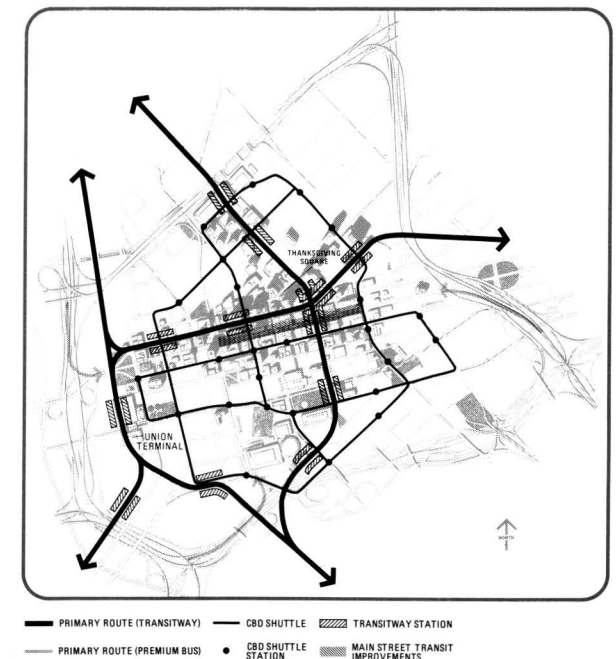 THANKSGIVING
SQUARE
UNION
TERMINAL
NORTH
PRIMARY ROUTE (TRANSITWAY)
CBD SHUTTLE
TRANSITWAY STATION
PRIMARY ROUTE (PREMIUM BUS)
CBD SHUTTLE
STATION
MAIN STREET TRANSIT
IMPROVEMENTS